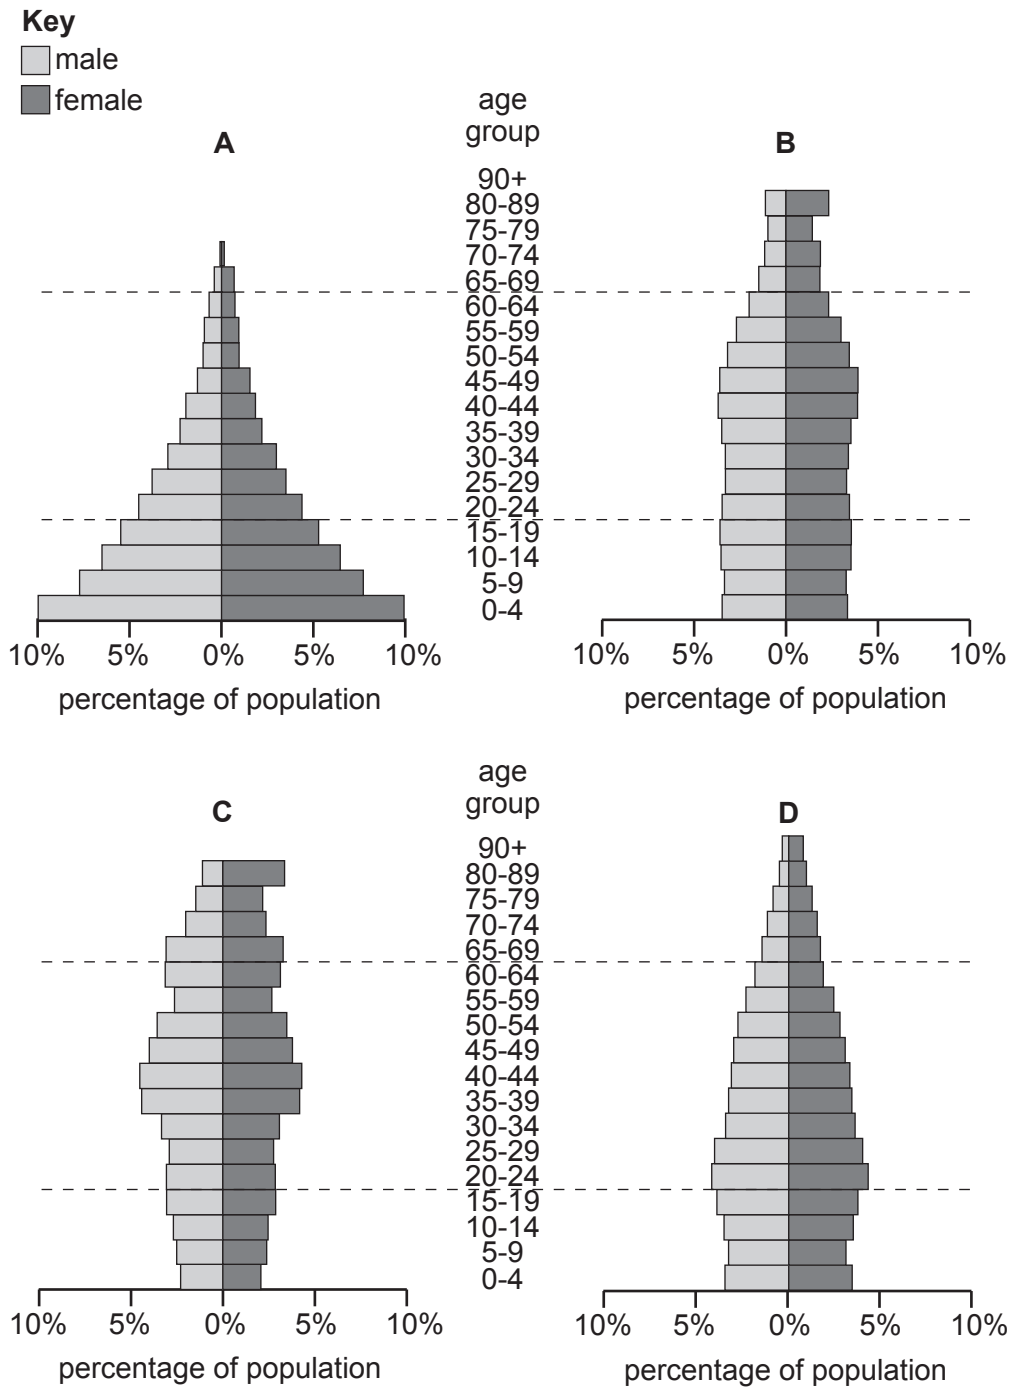 Key
male
female
age
group
A
B
90+
80-89
75-79
70-74
65-69
60-64
55-59
50-54
45-49
40-44
35-39
30-34
25-29
20-24
15-19
10-14
5-9
0-4
10% 5% 0% 5% 10%
10% 5% 0% 5% 10%
percentage of population
percentage of population
age
group
C
D
90+
80-89
75-79
70-74
65-69
60-64
55-59
50-54
45-49
40-44
35-39
30-34
25-29
20-24
15-19
10-14
5-9
0-4
10% 5% 0% 5% 10%
10% 5% 0% 5% 10%
percentage of population
percentage of population